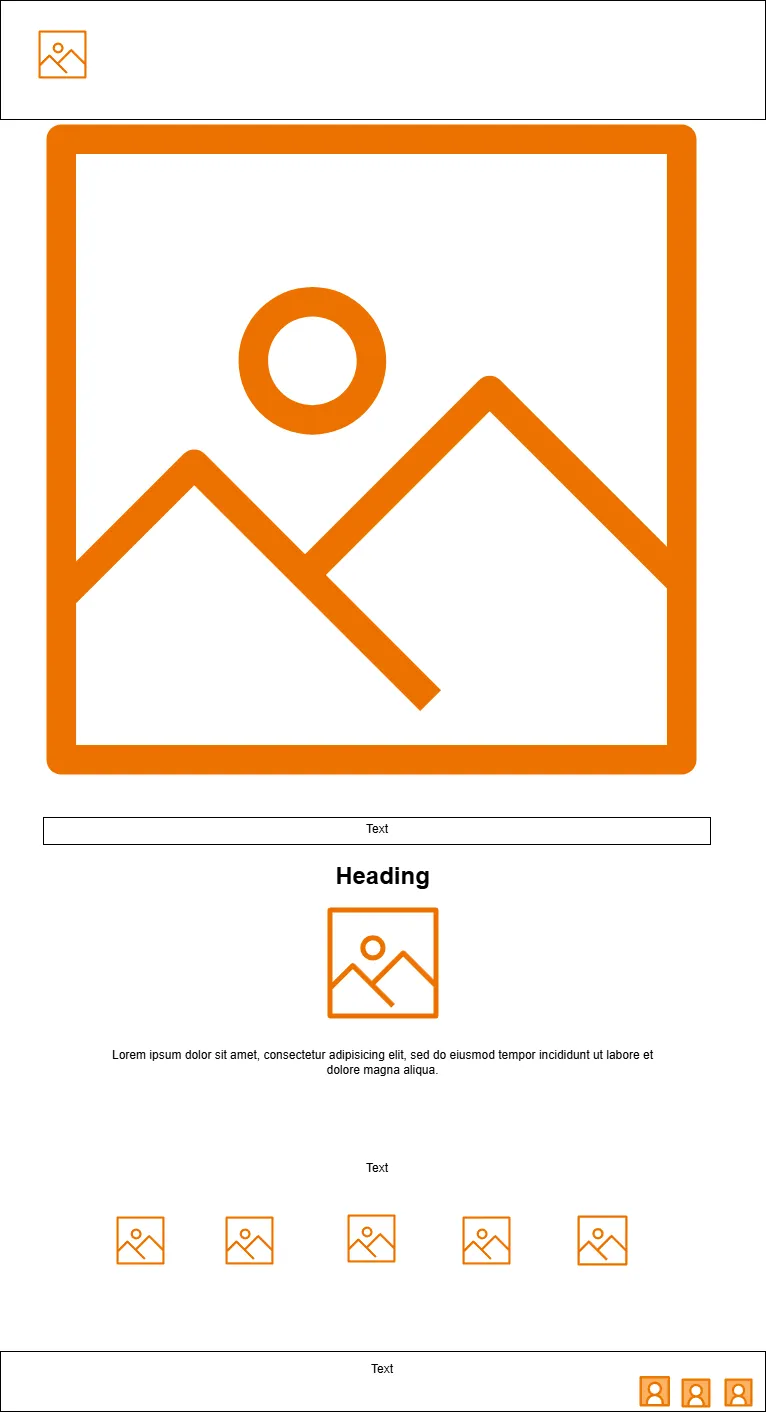 Text
Heading
Lorem ipsum dolor sit amet, consectetur adipisicing elit, sed do eiusmod tempor incididunt ut labore et
dolore magna aliqua.
Text
Text